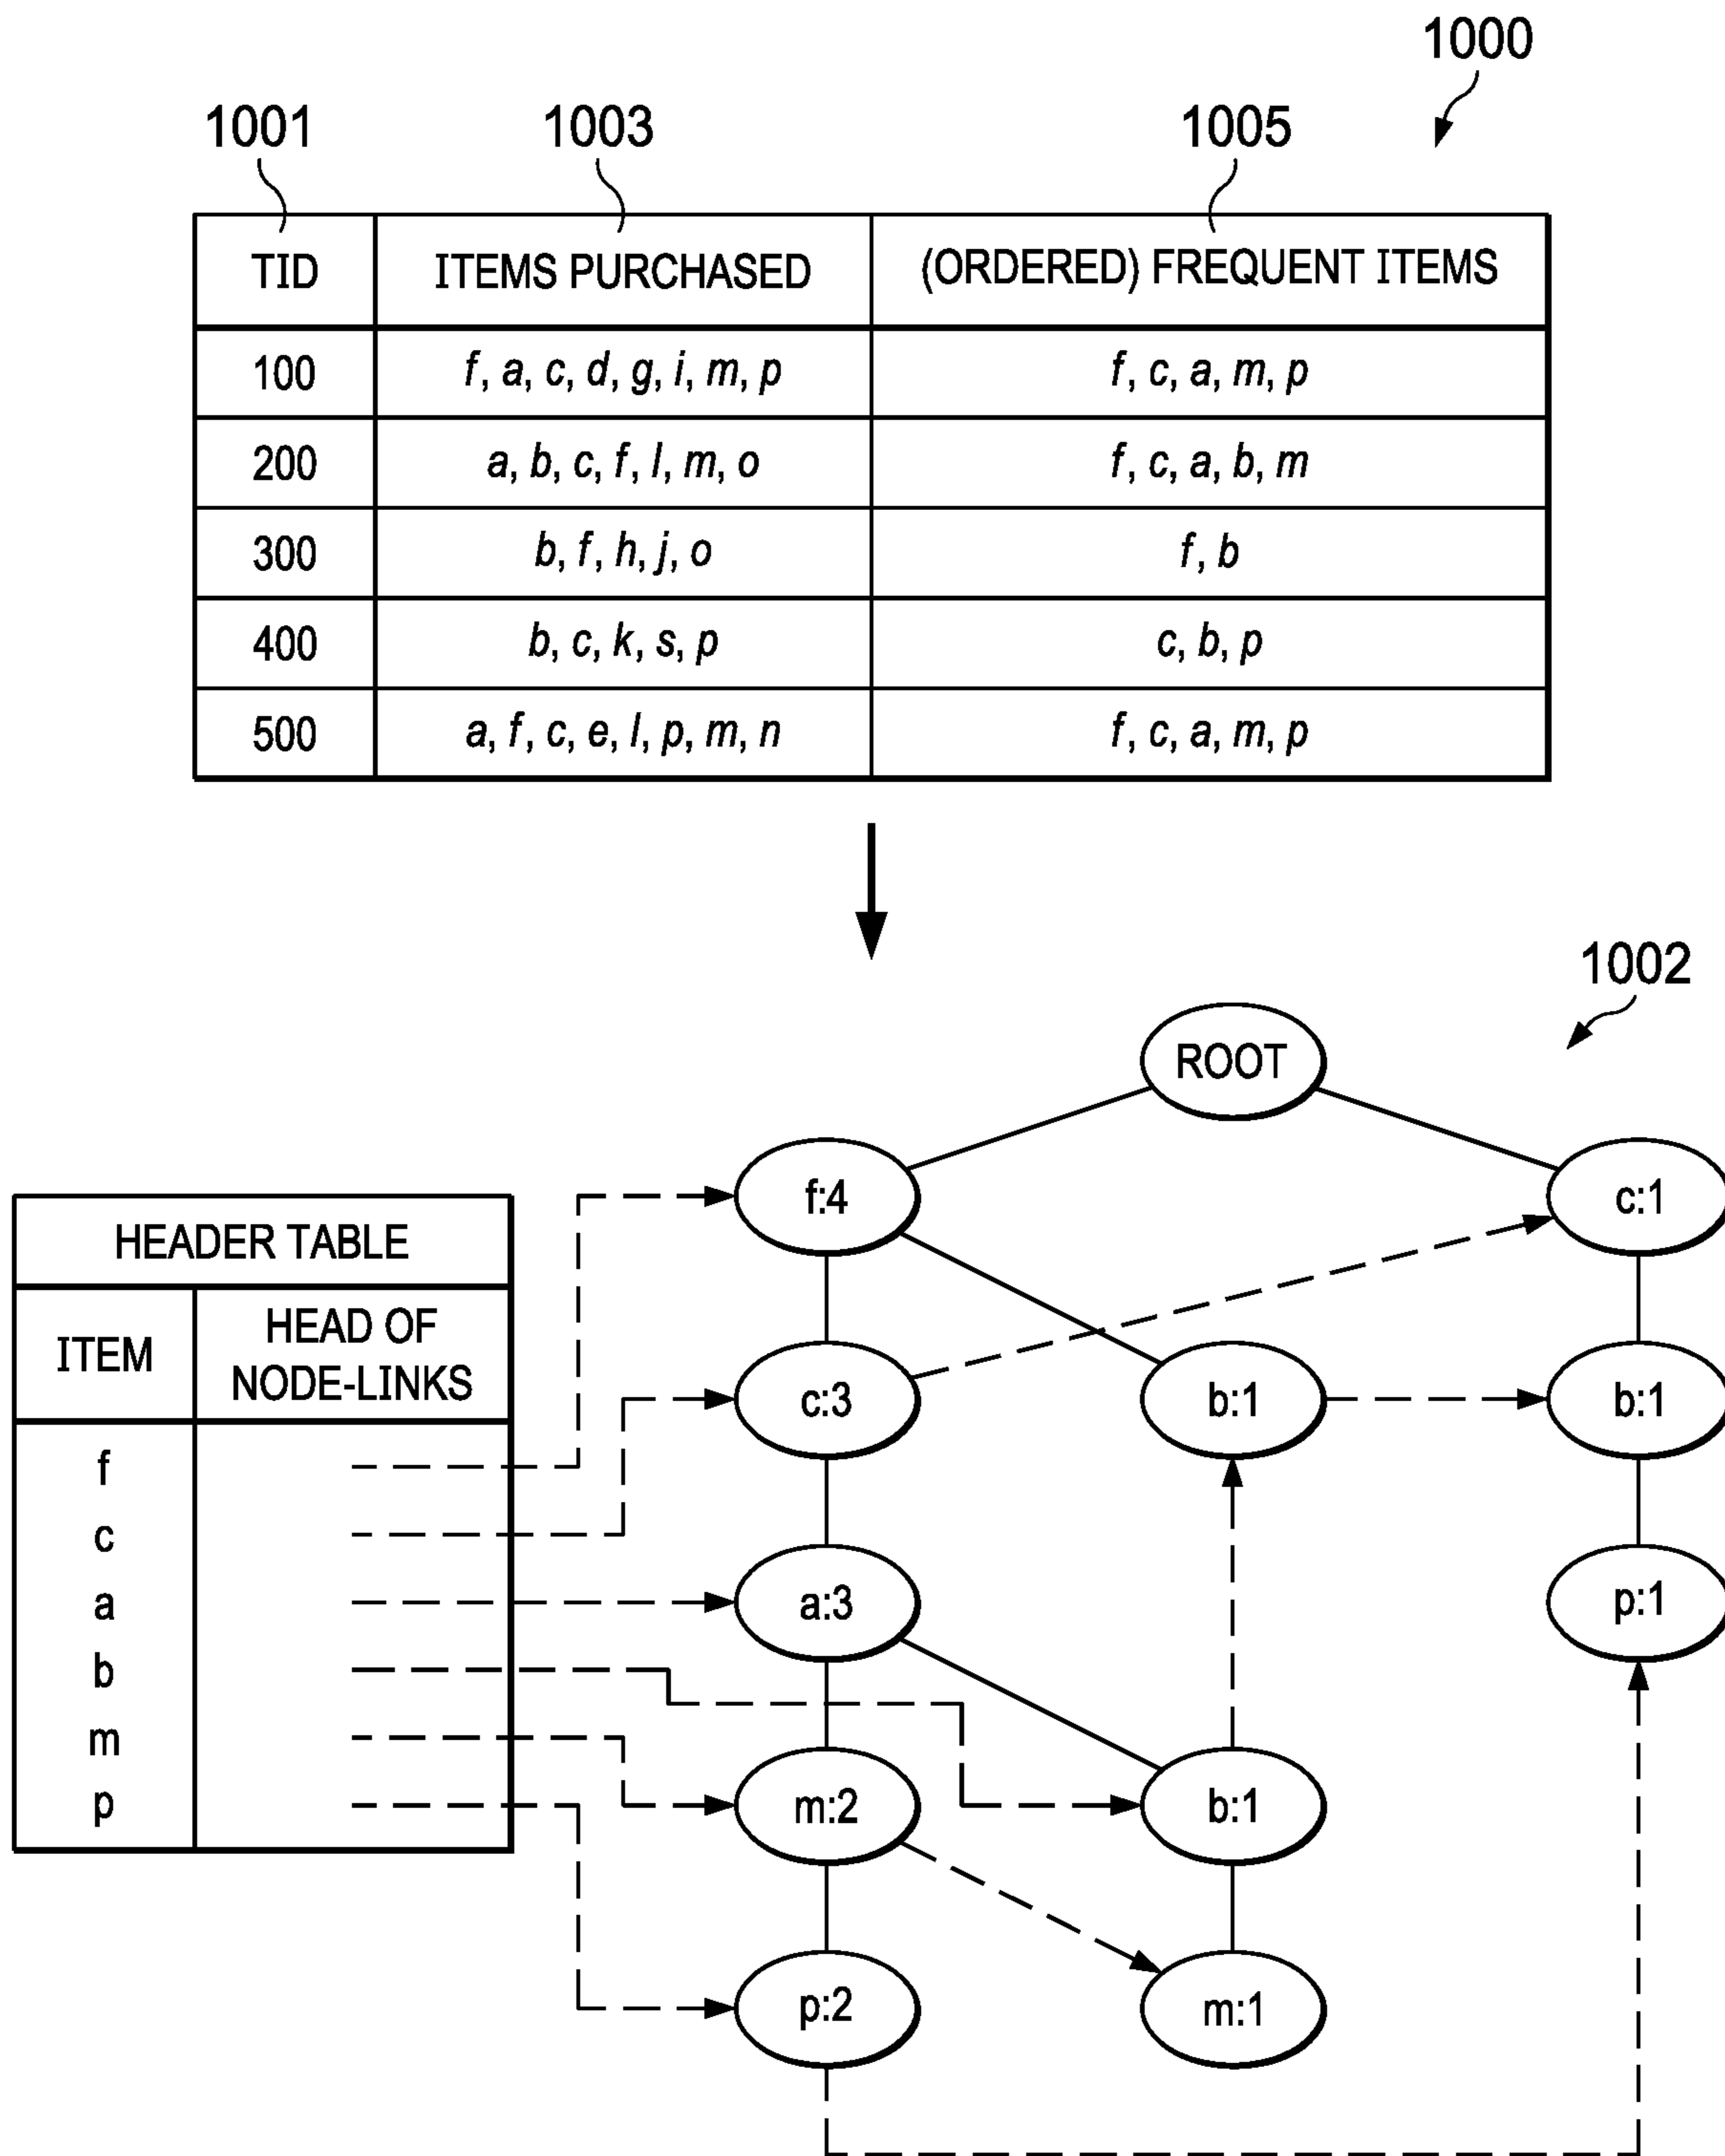 1000
1001 1003 1005
TID ITEMS PURCHASED (ORDERED) FREQUENT ITEMS
100 f, a, c, d, g, i, m, p f, c, a, m, p
200 a, b, c, f, l, m, o f, c, a, b, m
300 b, f, h, j, o f, b
400 b, c, k, s, p c, b, p
500 a, f, c, e, l, p, m, n f, c, a, m, p
1002
ROOT
f:4 c:1
HEADER TABLE
ITEM HEAD OF
NODE-LINKS
c:3 b:1 b:1
f
c
a a:3 p:1
b
m
p m:2 b:1
p:2 m:1